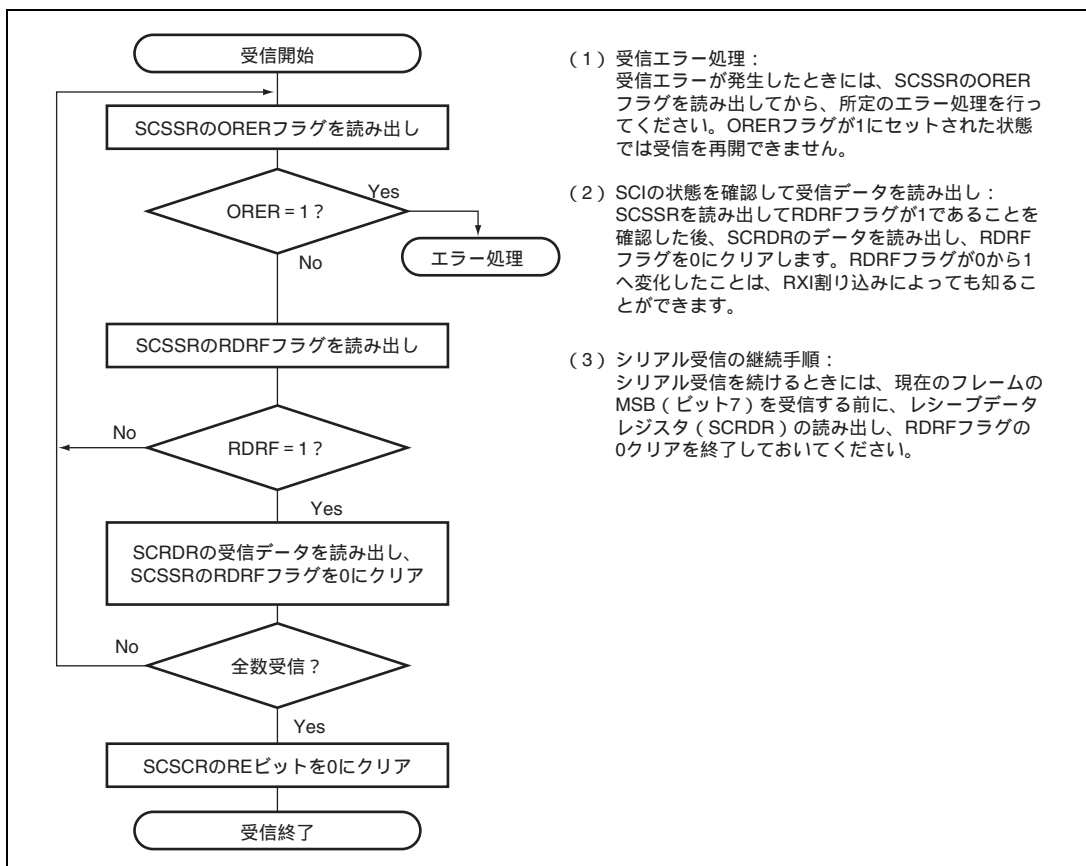 受信開始
SCSSRのORERフラグを読み出し
ORER = 1?
Yes
エラー処理
No
SCSSRのRDRFフラグを読み出し
No
RDRF = 1?
Yes
SCRDRの受信データを読み出し、
SCSSRのRDRFフラグを0にクリア
No
全数受信?
Yes
SCSCRのREビットを0にクリア
受信終了
(1)受信エラー処理:
受信エラーが発生したときには、SCSSRのORER
フラグを読み出してから、所定のエラー処理を行っ
てください。ORERフラグが1にセットされた状態
では受信を再開できません。
(2)SCIの状態を確認して受信データを読み出し:
SCSSRを読み出してRDRFフラグが1であることを
確認した後、SCRDRのデータを読み出し、RDRF
フラグを0にクリアします。RDRFフラグが0から1
へ変化したことは、RXI割り込みによっても知るこ
とができます。
(3)シリアル受信の継続手順:
シリアル受信を続けるときには、現在のフレームの
MSB(ビット7)を受信する前に、レシーブデータ
レジスタ(SCRDR)の読み出し、RDRFフラグの
0クリアを終了しておいてください。